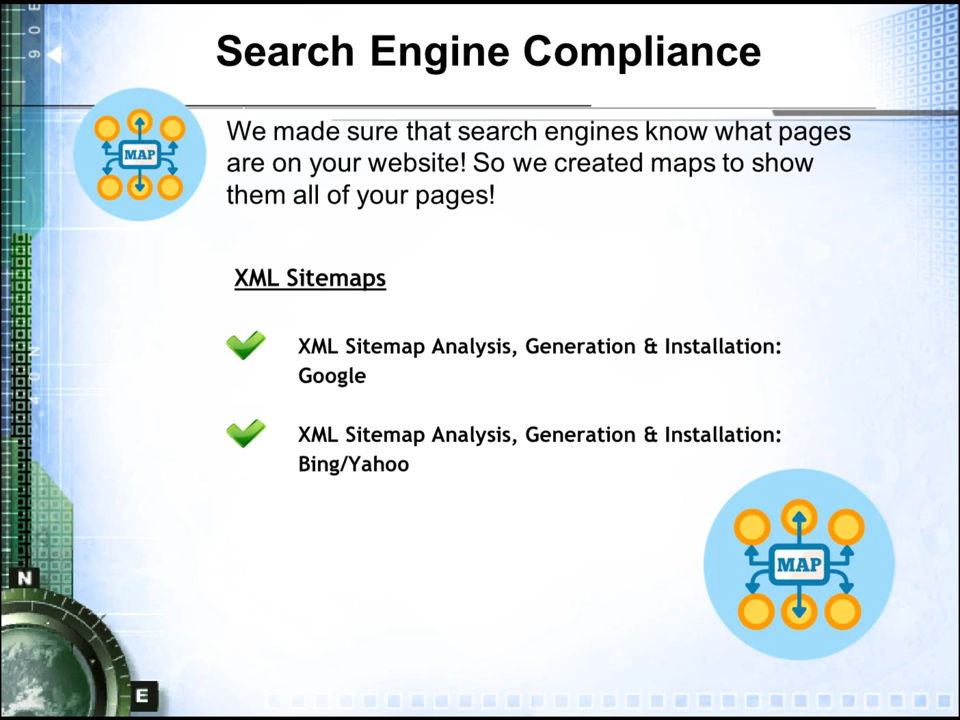 Search Engine Compliance
90E
MAP
We made sure that search engines know what pages
are on your website! So we created maps to show
them all of your pages!
XML Sitemaps
XML Sitemap Analysis, Generation & Installation:
Google
40N
XML Sitemap Analysis, Generation & Installation:
Bing/Yahoo
MAP
N
E